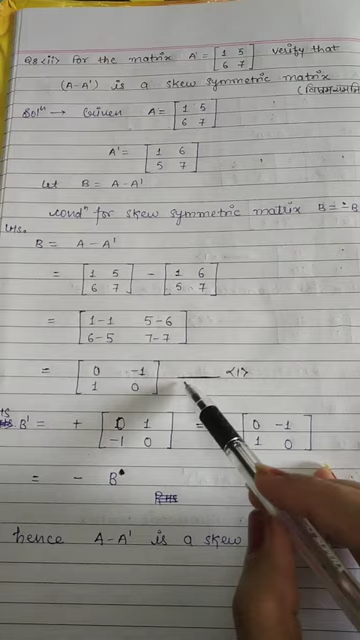 Q8<ii> For the matrix A = [1 5 6 7] verify that
(A-A') is a skew symmetric matrix
Solⁿ → Given A = [1 5 6 7]
A' = [1 6 5 7]
Let B = A - A'
condⁿ for skew symmetric matrix
LHS.
B = A - A'
= [1 5 6 7] - [1 6 5 7]
= [1-1 5-6 6-5 7-7]
= [0 -1 1 0] <1>
B' = + [0 1 -1 0] = [0 -1 1 0]
= - B
hence A-A' is a skew